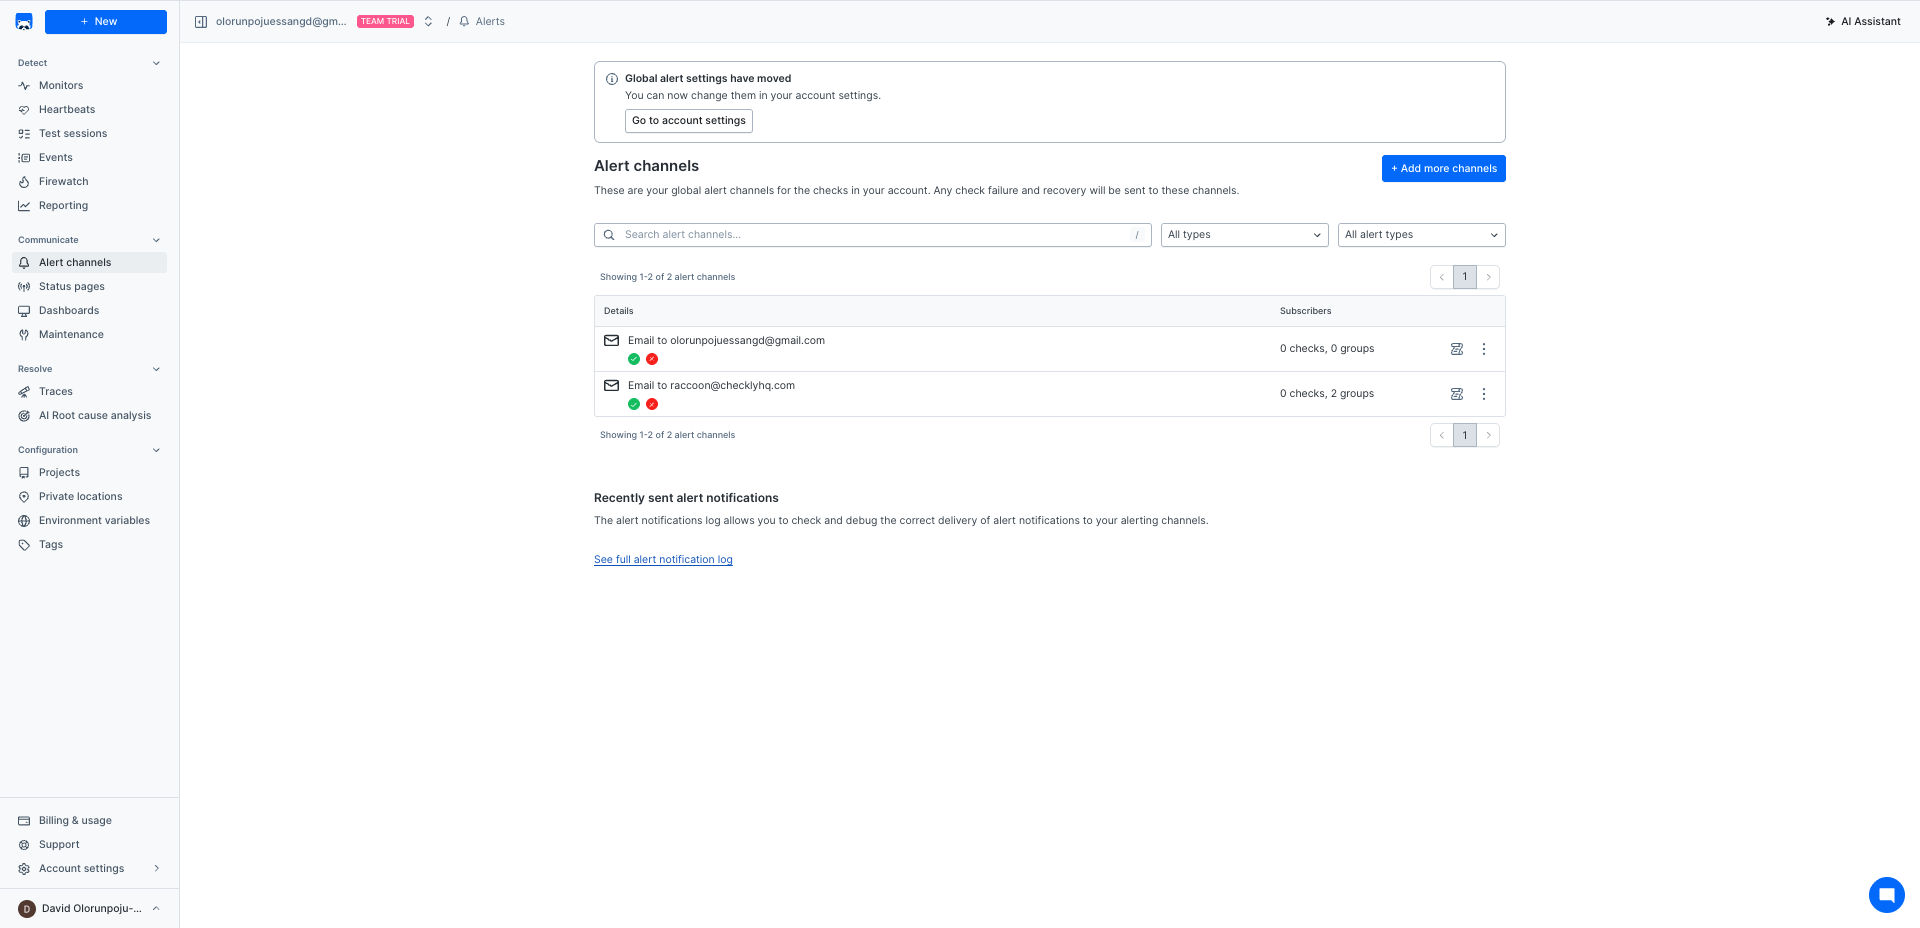 + New
olorunpojuessangd@gm...
TEAM TRIAL
/
Alerts
AI Assistant
Detect
Monitors
Heartbeats
Test sessions
Events
Firewatch
Reporting
Communicate
Alert channels
Status pages
Dashboards
Maintenance
Resolve
Traces
AI Root cause analysis
Configuration
Projects
Private locations
Environment variables
Tags
Billing & usage
Support
Account settings
D
David Olorunpoju-...
Global alert settings have moved
You can now change them in your account settings.
Go to account settings
Alert channels
+ Add more channels
These are your global alert channels for the checks in your account. Any check failure and recovery will be sent to these channels.
Search alert channels...
/
All types
All alert types
Showing 1-2 of 2 alert channels
1
Details
Subscribers
Email to olorunpojuessangd@gmail.com
0 checks, 0 groups
Email to raccoon@checklyhq.com
0 checks, 2 groups
Showing 1-2 of 2 alert channels
1
Recently sent alert notifications
The alert notifications log allows you to check and debug the correct delivery of alert notifications to your alerting channels.
See full alert notification log